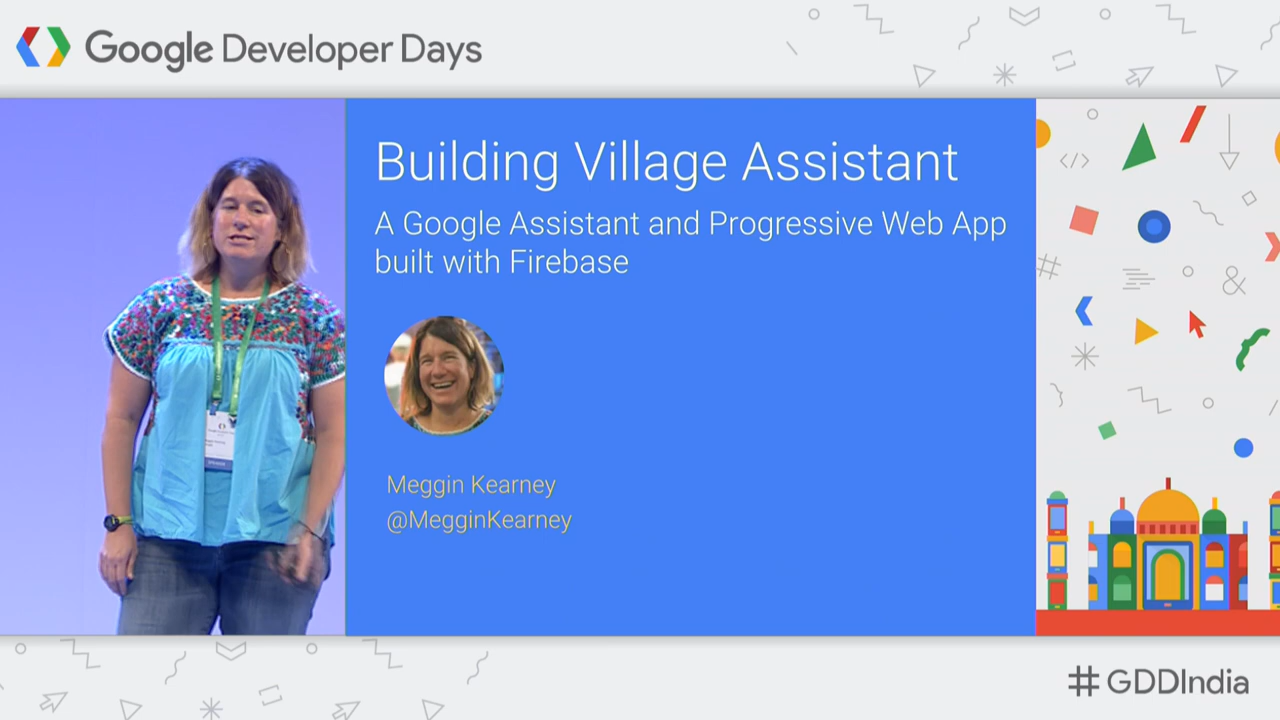 Google Developer Days
Building Village Assistant
A Google Assistant and Progressive Web App
built with Firebase
Meggin Kearney
@MegginKearney
#GDDIndia